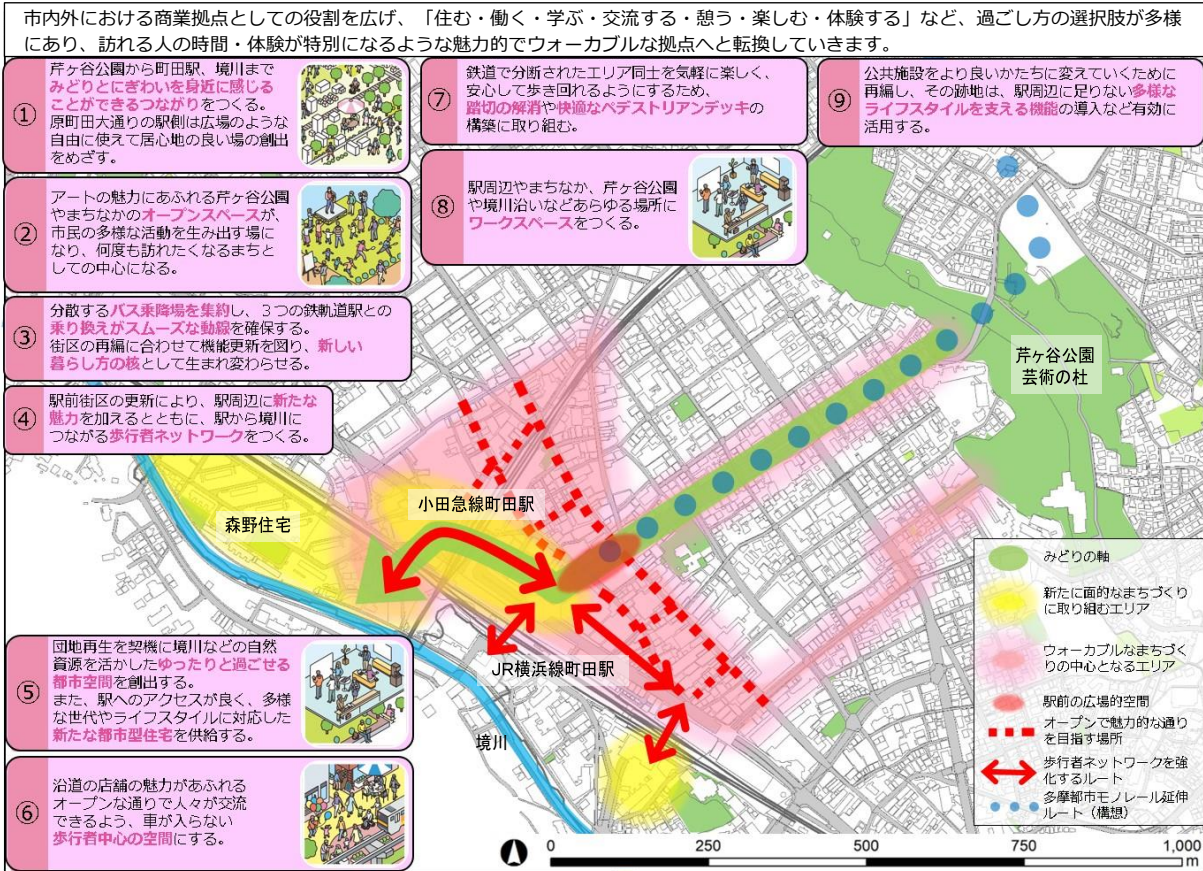 市内外における商業拠点としての役割を広げ、「住む・働く・学ぶ・交流する・憩う・楽しむ・体験する」など、過ごし方の選択肢が多様
にあり、訪れる人の時間・体験が特別になるような魅力的でウォーカブルな拠点へと転換していきます。
①
芹ヶ谷公園から町田駅、境川まで
みどりとにぎわいを身近に感じる
ことができるつながりをつくる。
原町田大通りの駅側は広場のような
自由に使えて居心地の良い場の創出
をめざす。
②
アートの魅力にあふれる芹ヶ谷公園
やまちなかのオープンスペースが、
市民の多様な活動を生み出す場に
なり、何度も訪れたくなるまちと
しての中心になる。
③
分散するバス乗降場を集約し、３つの鉄軌道駅との
乗り換えがスムーズな動線を確保する。
街区の再編に合わせて機能更新を図り、新しい
暮らし方の核として生まれ変わらせる。
④
駅前街区の更新により、駅周辺に新たな
魅力を加えるとともに、駅から境川に
つながる歩行者ネットワークをつくる。
⑤
団地再生を契機に境川などの自然
資源を活かしたゆったりと過ごせる
都市空間を創出する。
また、駅へのアクセスが良く、多様
な世代やライフスタイルに対応した
新たな都市型住宅を供給する。
⑥
沿道の店舗の魅力があふれる
オープンな通りで人々が交流
できるよう、車が入らない
歩行者中心の空間にする。
⑦
鉄道で分断されたエリア同士を気軽に楽しく、
安心して歩き回れるようにするため、
踏切の解消や快適なペデストリアンデッキの
構築に取り組む。
⑧
駅周辺やまちなか、芹ヶ谷公園
や境川沿いなどあらゆる場所に
ワークスペースをつくる。
⑨
公共施設をより良いかたちに変えていくために
再編し、その跡地は、駅周辺に足りない多様な
ライフスタイルを支える機能の導入など有効に
活用する。
芹ヶ谷公園
芸術の杜
小田急線町田駅
森野住宅
JR横浜線町田駅
境川
みどりの軸
新たに面的なまちづくり
に取り組むエリア
ウォーカブルなまちづく
りの中心となるエリア
駅前の広場的空間
オープンで魅力的な通り
を目指す場所
歩行者ネットワークを強
化するルート
多摩都市モノレール延伸
ルート（構想）
0 250 500 750 1,000
m